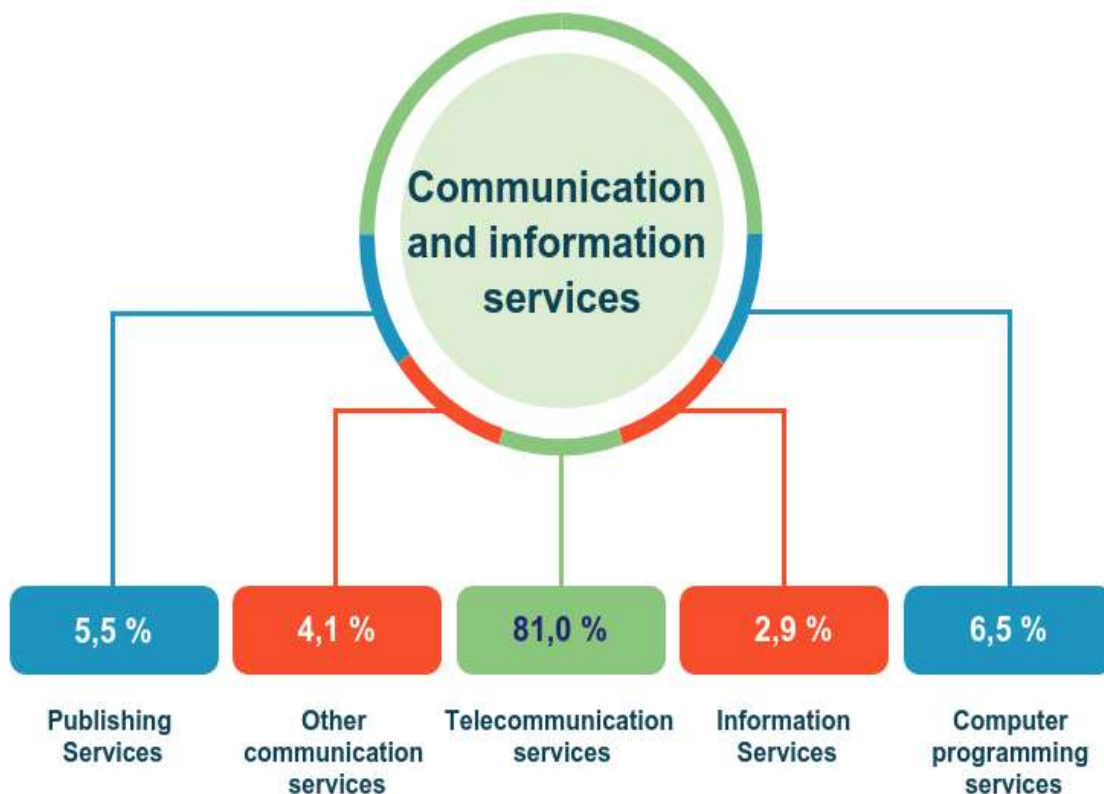 Communication
and information
services
5,5 %
4,1 %
81,0 %
2,9 %
6,5 %
Publishing
Services
Other
communication
services
Telecommunication
services
Information
Services
Computer
programming
services